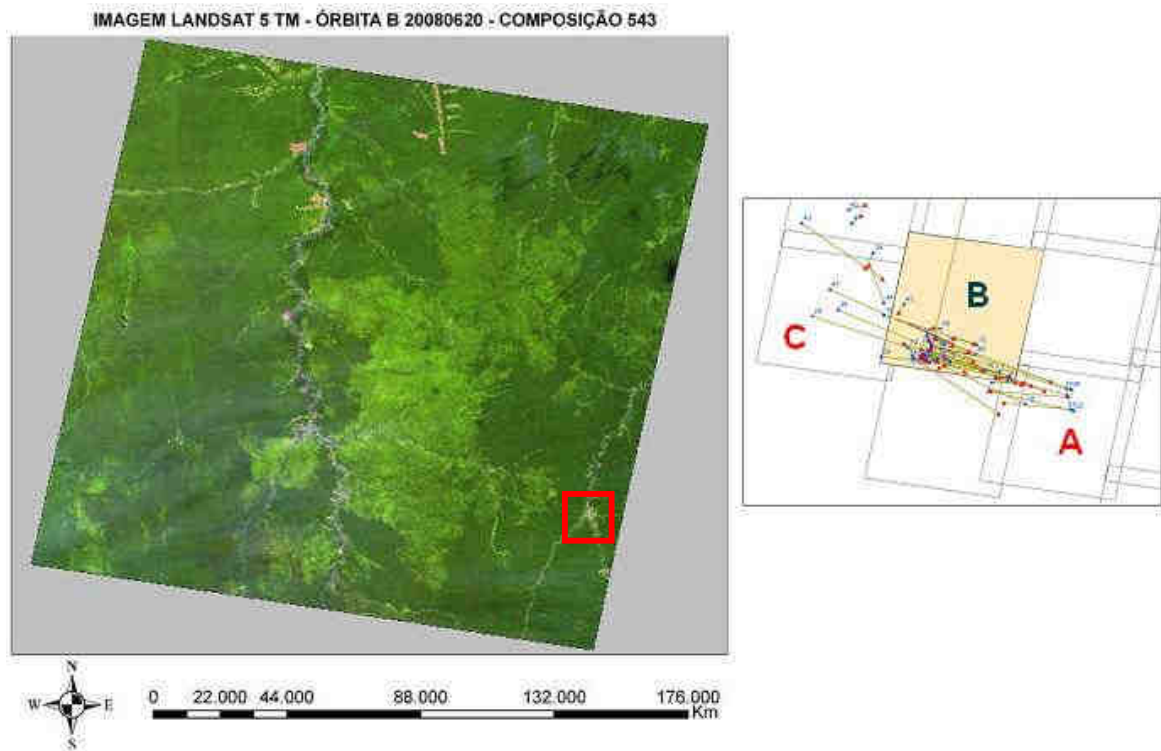 IMAGEM LANDSAT 5 TM - ÓRBITA B 20080620 - COMPOSIÇÃO 543
B
C
A
N
W E
S
0 22.000 44.000 88.000 132.000 176.000
Km